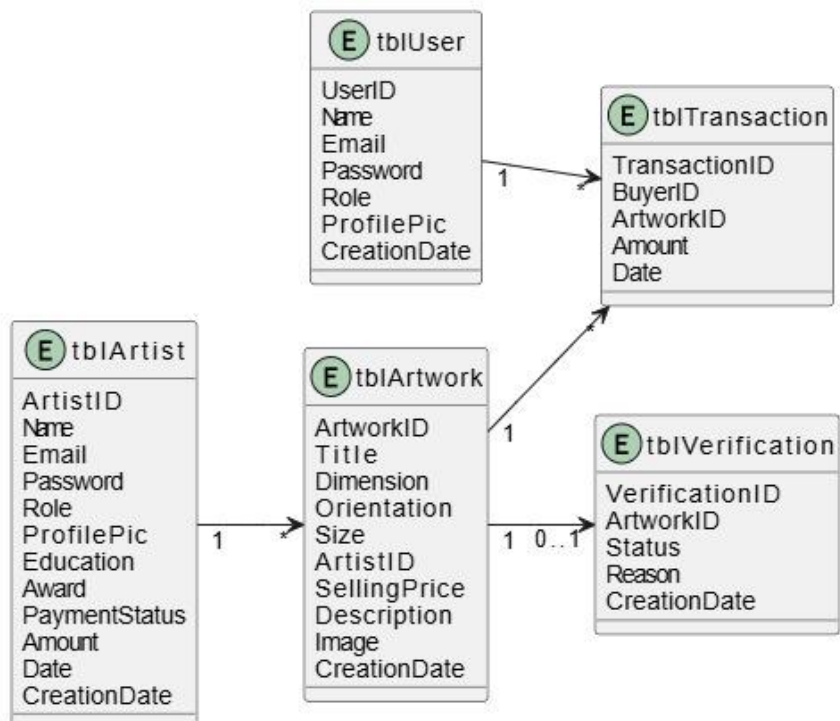 E tblUser
UserID
Name
Email
Password
Role
ProfilePic
CreationDate
E tblTransaction
TransactionID
BuyerID
ArtworkID
Amount
Date
1
*
E tblArtist
ArtistID
Name
Email
Password
Role
ProfilePic
Education
Award
PaymentStatus
Amount
Date
CreationDate
1
*
E tblArtwork
ArtworkID
Title
Dimension
Orientation
Size
ArtistID
SellingPrice
Description
Image
CreationDate
1
*
1
0..1
E tblVerification
VerificationID
ArtworkID
Status
Reason
CreationDate